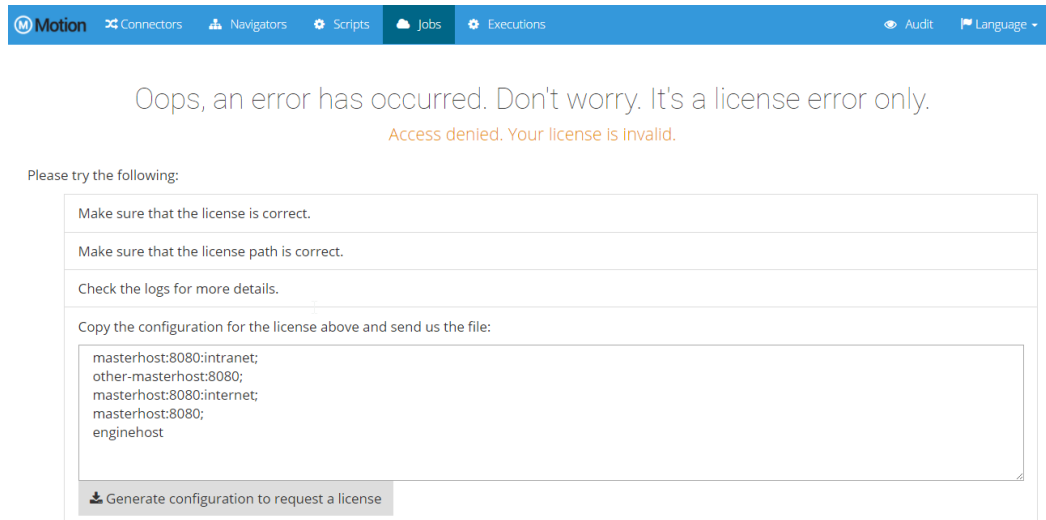 M Motion Connectors Navigators Scripts Jobs Executions Audit Language
Oops, an error has occurred. Don't worry. It's a license error only.
Access denied. Your license is invalid.
Please try the following:
Make sure that the license is correct.
Make sure that the license path is correct.
Check the logs for more details.
Copy the configuration for the license above and send us the file:
masterhost:8080:intranet;
other-masterhost:8080;
masterhost:8080:internet;
masterhost:8080;
enginehost
Generate configuration to request a license